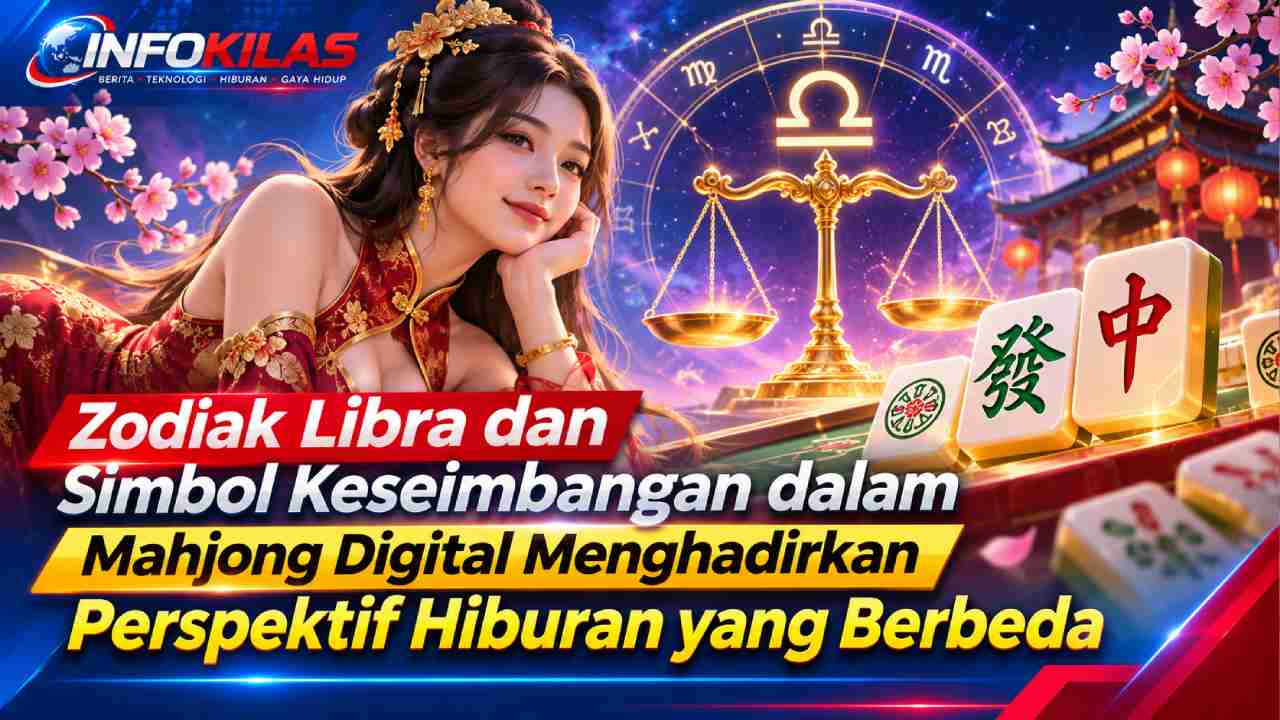 INFOKILAS
BERITA - TEKNOLOGI - HIBURAN - GAYA HIDUP
Zodiak Libra dan
Simbol Keseimbangan dalam
Mahjong Digital Menghadirkan
Perspektif Hiburan yang Berbeda
發
中